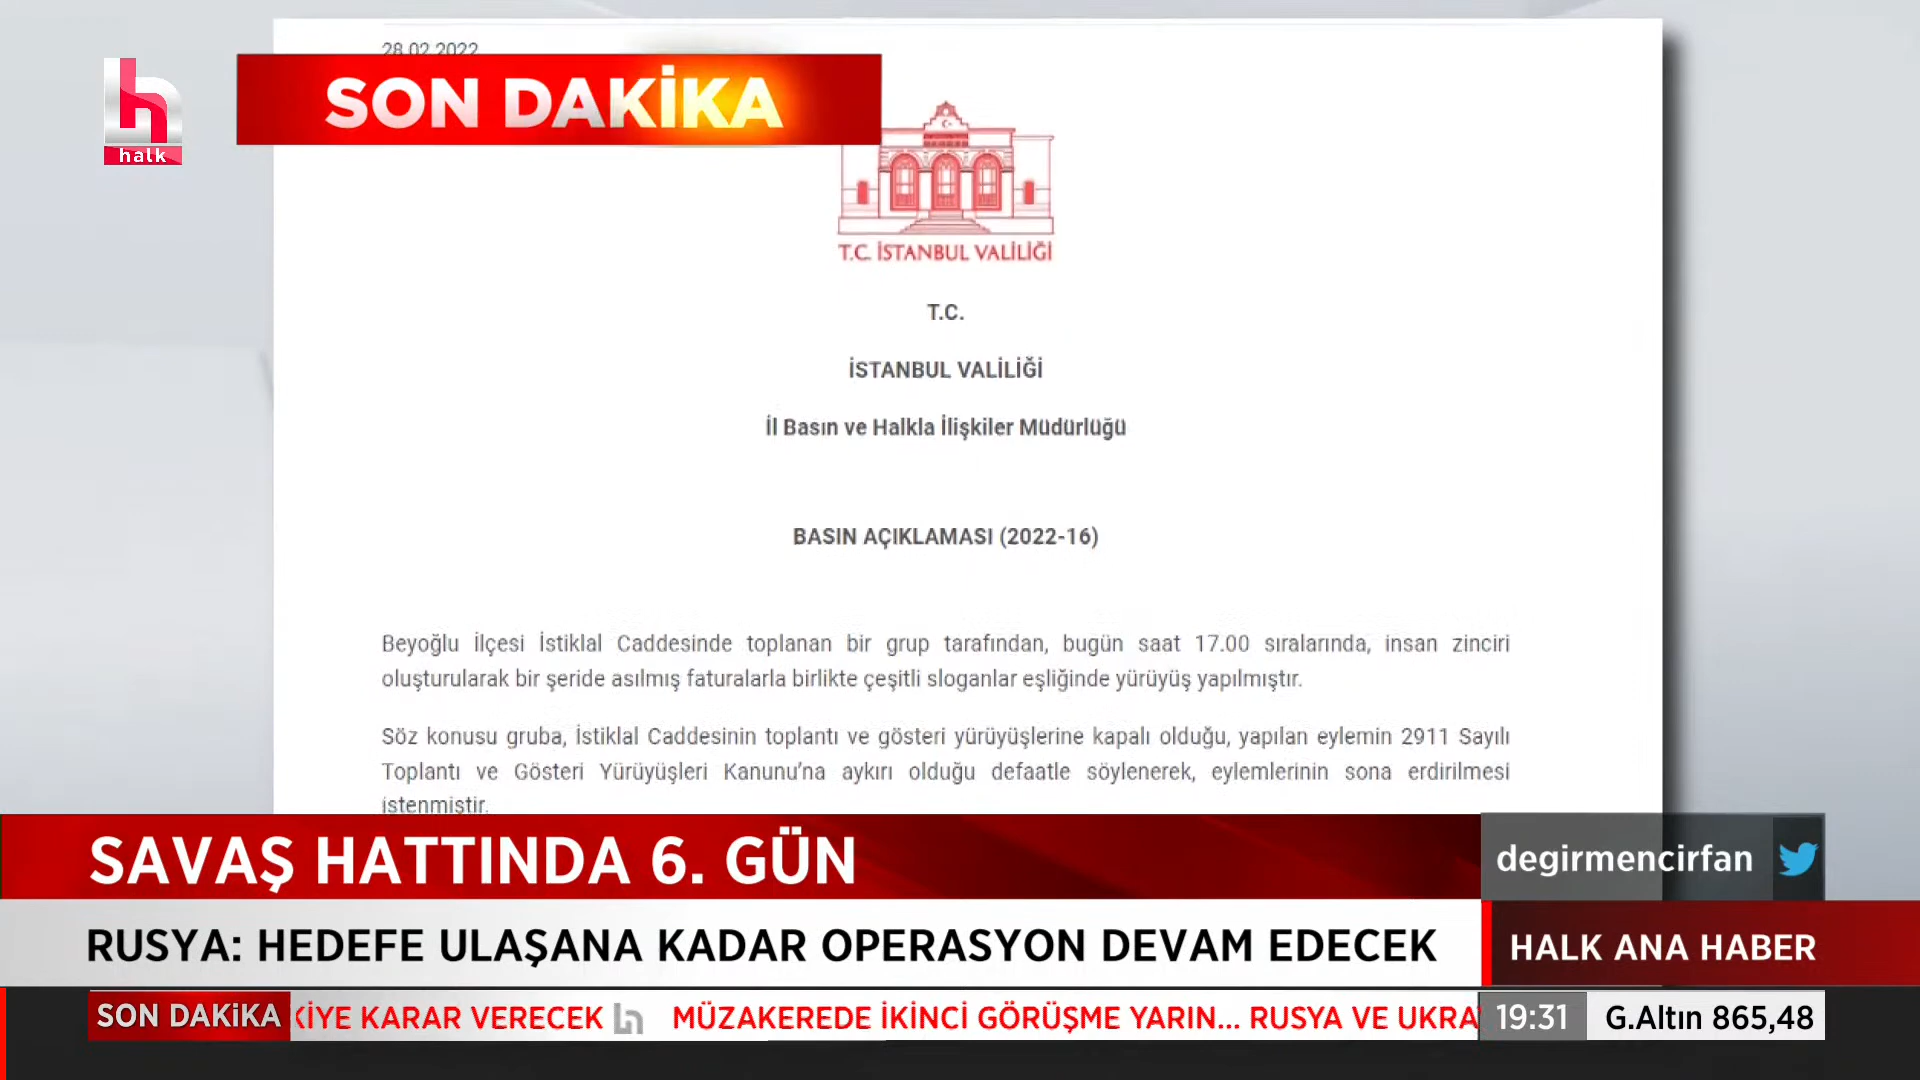 28.02.2022
SON DAKİKA
halk
T.C. İSTANBUL VALİLİĞİ
T.C.
İSTANBUL VALİLİĞİ
İl Basın ve Halkla İlişkiler Müdürlüğü
BASIN AÇIKLAMASI (2022-16)
Beyoğlu İlçesi İstiklal Caddesinde toplanan bir grup tarafından, bugün saat 17.00 sıralarında, insan zinciri
oluşturularak bir şeride asılmış faturalarla birlikte çeşitli sloganlar eşliğinde yürüyüş yapılmıştır.
Söz konusu gruba, İstiklal Caddesinin toplantı ve gösteri yürüyüşlerine kapalı olduğu, yapılan eylemin 2911 Sayılı
Toplantı ve Gösteri Yürüyüşleri Kanunu’na aykırı olduğu defaatle söylenerek, eylemlerinin sona erdirilmesi
istenmiştir.
SAVAŞ HATTINDA 6. GÜN
degirmencirfan
RUSYA: HEDEFE ULAŞANA KADAR OPERASYON DEVAM EDECEK
HALK ANA HABER
SON DAKİKA KİYE KARAR VERECEK h MÜZAKEREDE İKİNCİ GÖRÜŞME YARIN... RUSYA VE UKRA 19:31 G.Altın 865,48